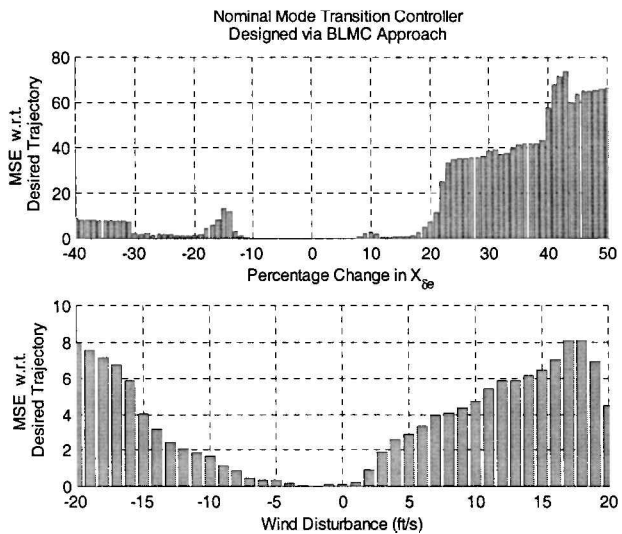 Nominal Mode Transition Controller
Designed via BLMC Approach
MSE w.r.t.
Desired Trajectory
80
60
40
20
0
-40 -30 -20 -10 0 10 20 30 40 50
Percentage Change in X_δe
MSE w.r.t.
Desired Trajectory
10
8
6
4
2
0
-20 -15 -10 -5 0 5 10 15 20
Wind Disturbance (ft/s)